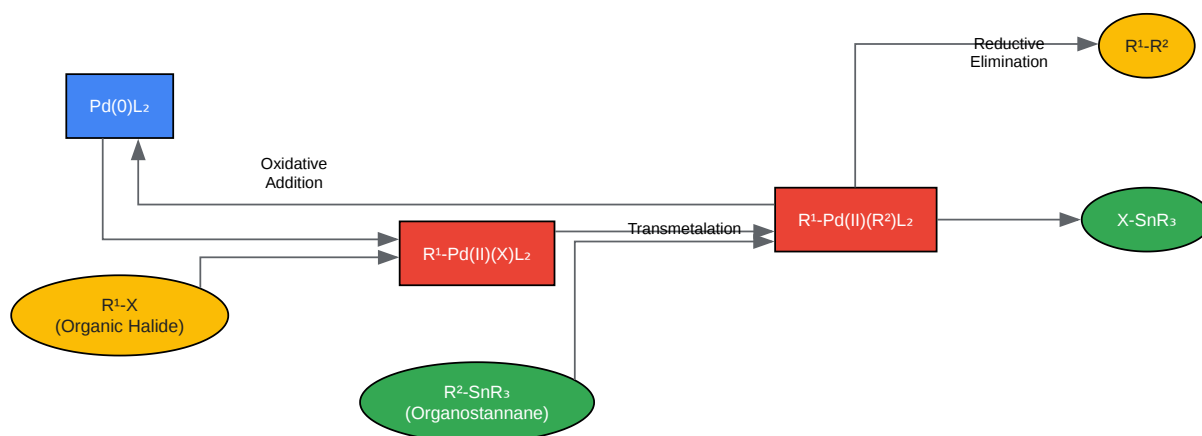 Reductive
Elimination
R¹-R²
Pd(0)L₂
Oxidative
Addition
R¹-Pd(II)(R²)L₂
X-SnR₃
Transmetalation
R¹-Pd(II)(X)L₂
R¹-X
(Organic Halide)
R²-SnR₃
(Organostannane)